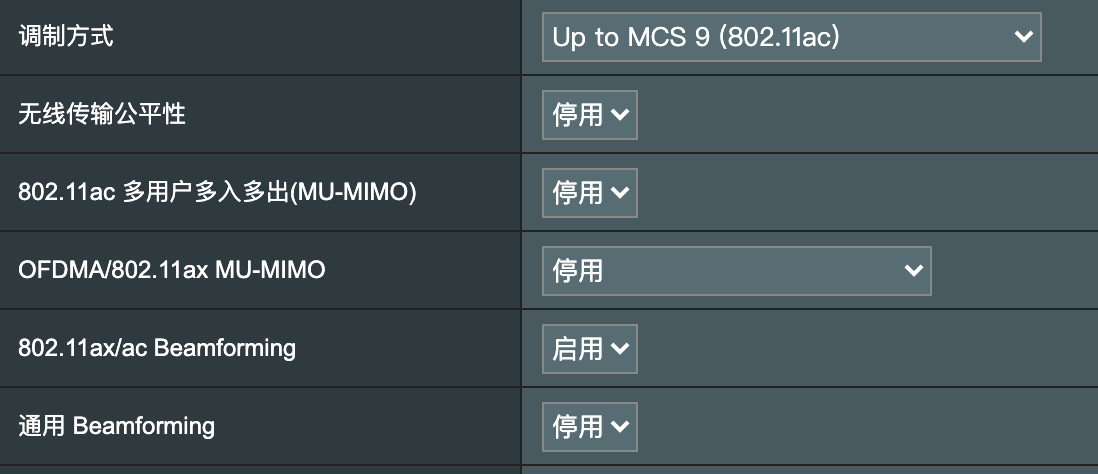 调制方式
Up to MCS 9 (802.11ac)
无线传输公平性
停用
802.11ac 多用户多入多出(MU-MIMO)
停用
OFDMA/802.11ax MU-MIMO
停用
802.11ax/ac Beamforming
启用
通用 Beamforming
停用